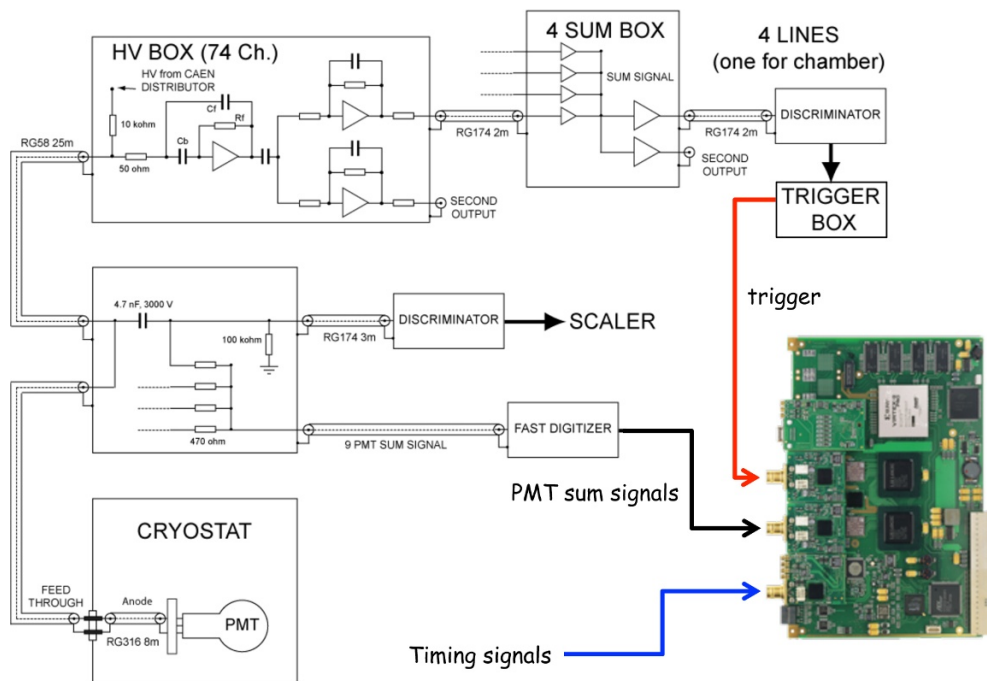 HV BOX (74 Ch.)
HV from CAEN
DISTRIBUTOR
10 kohm
Cf
Rf
Cb
50 ohm
RG58 25m
SECOND
OUTPUT
RG174 2m
4 SUM BOX
SUM SIGNAL
SECOND
OUTPUT
4 LINES
(one for chamber)
RG174 2m
DISCRIMINATOR
TRIGGER
BOX
trigger
4.7 nF, 3000 V
100 kohm
470 ohm
RG174 3m
DISCRIMINATOR
SCALER
9 PMT SUM SIGNAL
FAST DIGITIZER
PMT sum signals
CRYOSTAT
FEED
THROUGH
Anode
PMT
RG316 8m
Timing signals
XILINX